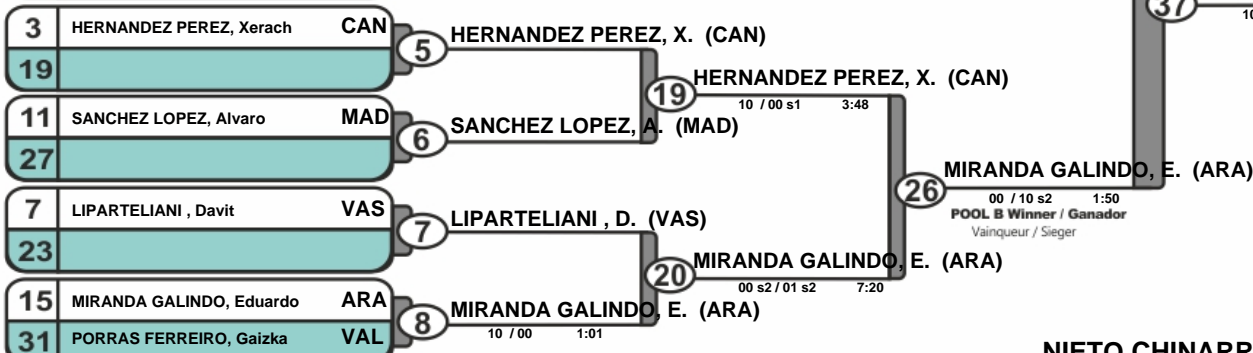 3 HERNANDEZ PEREZ, Xerach CAN
19
5 HERNANDEZ PEREZ, X. (CAN)
11 SANCHEZ LOPEZ, Alvaro MAD
27
6 SANCHEZ LOPEZ, A. (MAD)
19 HERNANDEZ PEREZ, X. (CAN)
10 / 00 s1 3:48
7 LIPARTELIANI , Davit VAS
23
7 LIPARTELIANI , D. (VAS)
15 MIRANDA GALINDO, Eduardo ARA
31 PORRAS FERREIRO, Gaizka VAL
8 MIRANDA GALINDO, E. (ARA)
10 / 00 1:01
20 MIRANDA GALINDO, E. (ARA)
00 s2 / 01 s2 7:20
26 MIRANDA GALINDO, E. (ARA)
00 / 10 s2 1:50
POOL B Winner / Ganador
Vainqueur / Sieger
37
10